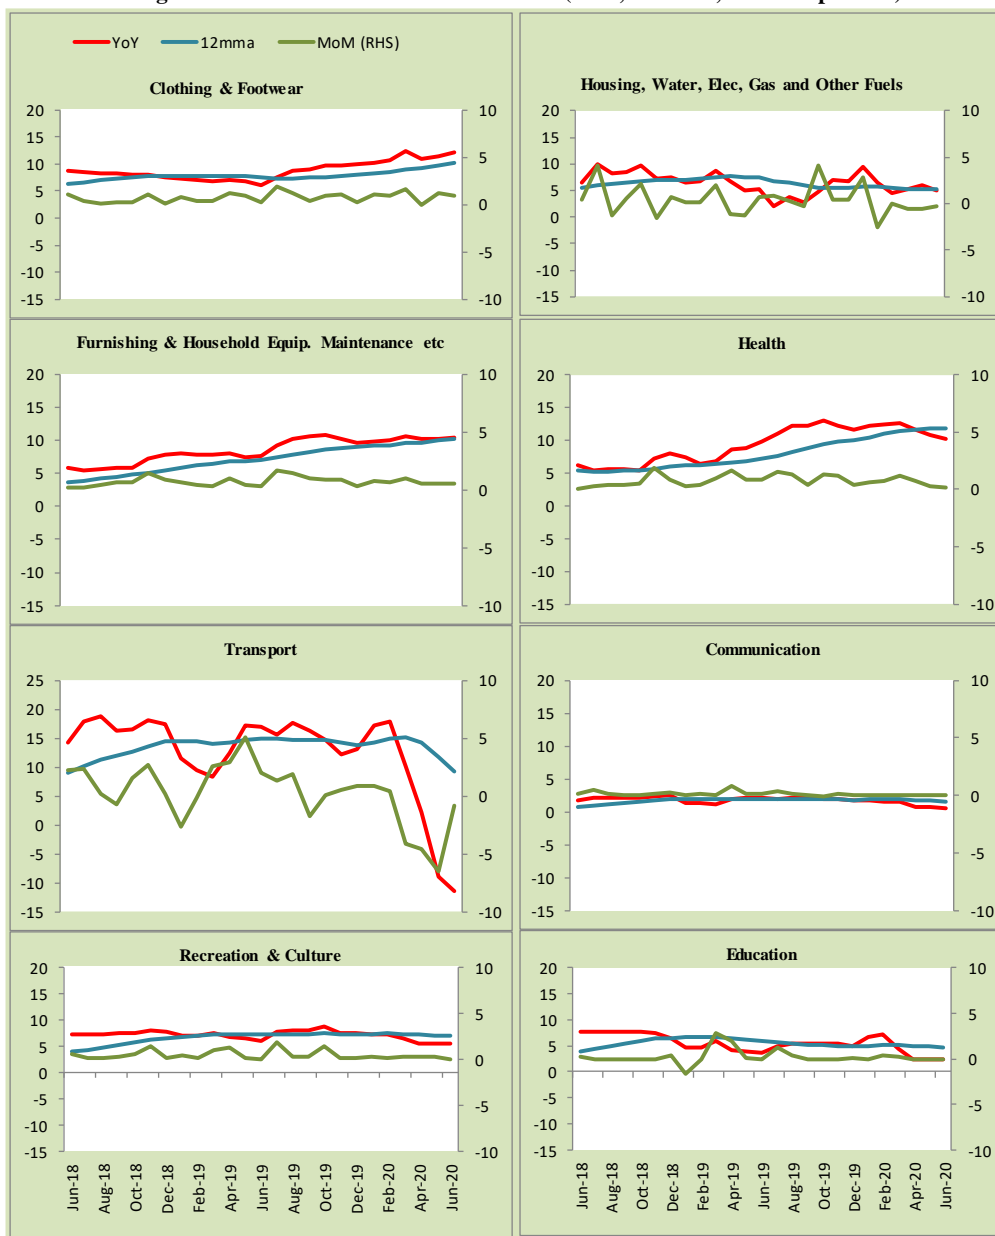 YoY 12mma MoM (RHS)
Clothing & Footwear
20 15 10 5 0 -5 -10 -15
10 5 0 -5 -10
Housing, Water, Elec, Gas and Other Fuels
20 15 10 5 0 -5 -10 -15
10 5 0 -5 -10
Furnishing & Household Equip. Maintenance etc
20 15 10 5 0 -5 -10 -15
10 5 0 -5 -10
Health
20 15 10 5 0 -5 -10 -15
10 5 0 -5 -10
Transport
25 20 15 10 5 0 -5 -10 -15
10 5 0 -5 -10
Communication
20 15 10 5 0 -5 -10 -15
10 5 0 -5 -10
Recreation & Culture
20 15 10 5 0 -5 -10 -15
10 5 0 -5 -10
Jun-18 Aug-18 Oct-18 Dec-18 Feb-19 Apr-19 Jun-19 Aug-19 Oct-19 Dec-19 Feb-20 Apr-20 Jun-20
Education
20 15 10 5 0 -5 -10 -15
10 5 0 -5 -10
Jun-18 Aug-18 Oct-18 Dec-18 Feb-19 Apr-19 Jun-19 Aug-19 Oct-19 Dec-19 Feb-20 Apr-20 Jun-20